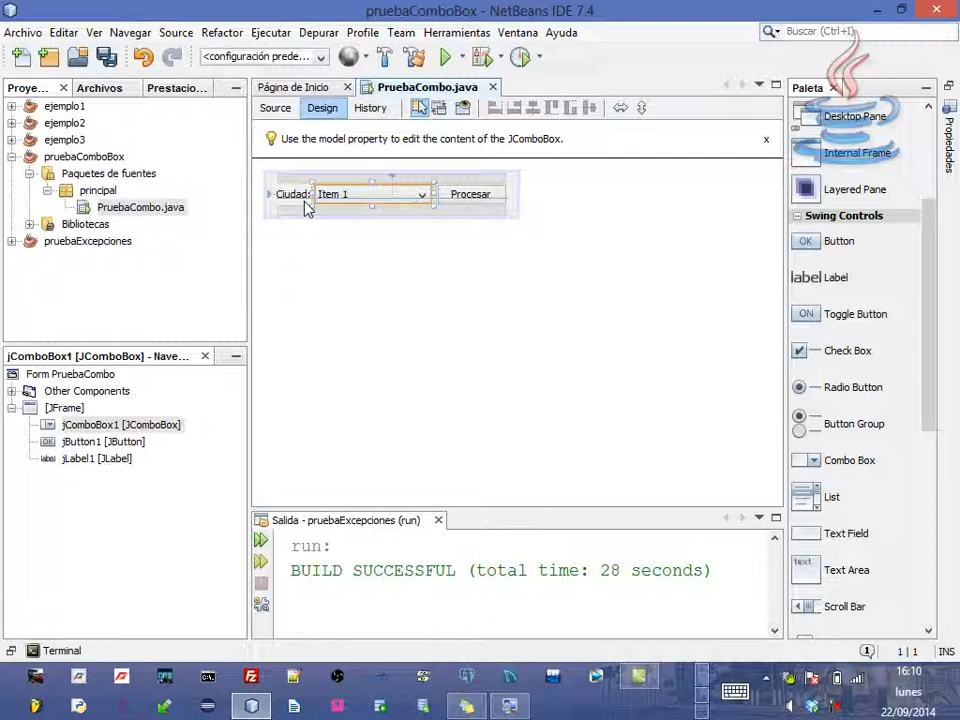 pruebaComboBox - NetBeans IDE 7.4
Archivo Editar Ver Navegar Source Refactor Ejecutar Depurar Profile Team Herramientas Ventana Ayuda
Buscar (Ctrl+I)
<configuración prede...
Proye... Archivos Prestacio...
ejemplo1
ejemplo2
ejemplo3
pruebaComboBox
Paquetes de fuentes
principal
PruebaCombo.java
Bibliotecas
pruebaExcepciones
jComboBox1 [JComboBox] - Nave...
Form PruebaCombo
Other Components
[JFrame]
jComboBox1 [JComboBox]
OK jButton1 [JButton]
label jLabel1 [JLabel]
Página de Inicio PruebaCombo.java
Source Design History
Use the model property to edit the content of the JComboBox. x
Ciudad: Item 1 Procesar
Salida - pruebaExcepciones (run)
run:
BUILD SUCCESSFUL (total time: 28 seconds)
Paleta
Desktop Pane
Internal Frame
Layered Pane
Swing Controls
OK Button
label Label
ON Toggle Button
Check Box
Radio Button
Button Group
Combo Box
List
Text Field
text Text Area
Scroll Bar
Propiedades
Terminal
1 | 1 INS
16:10
lunes
22/09/2014